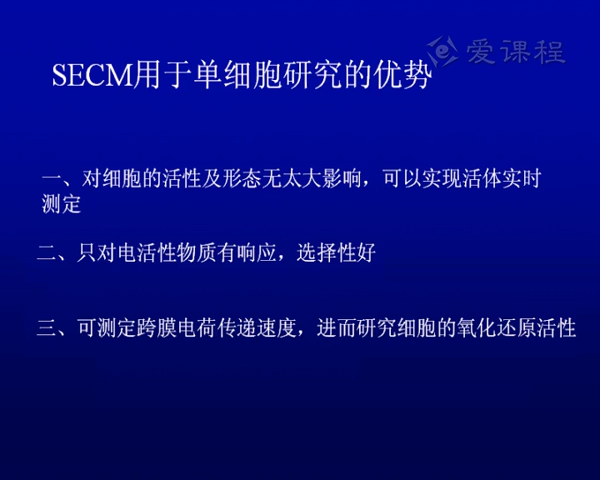 爱课程
SECM用于单细胞研究的优势
一、对细胞的活性及形态无太大影响，可以实现活体实时
测定
二、只对电活性物质有响应，选择性好
三、可测定跨膜电荷传递速度，进而研究细胞的氧化还原活性